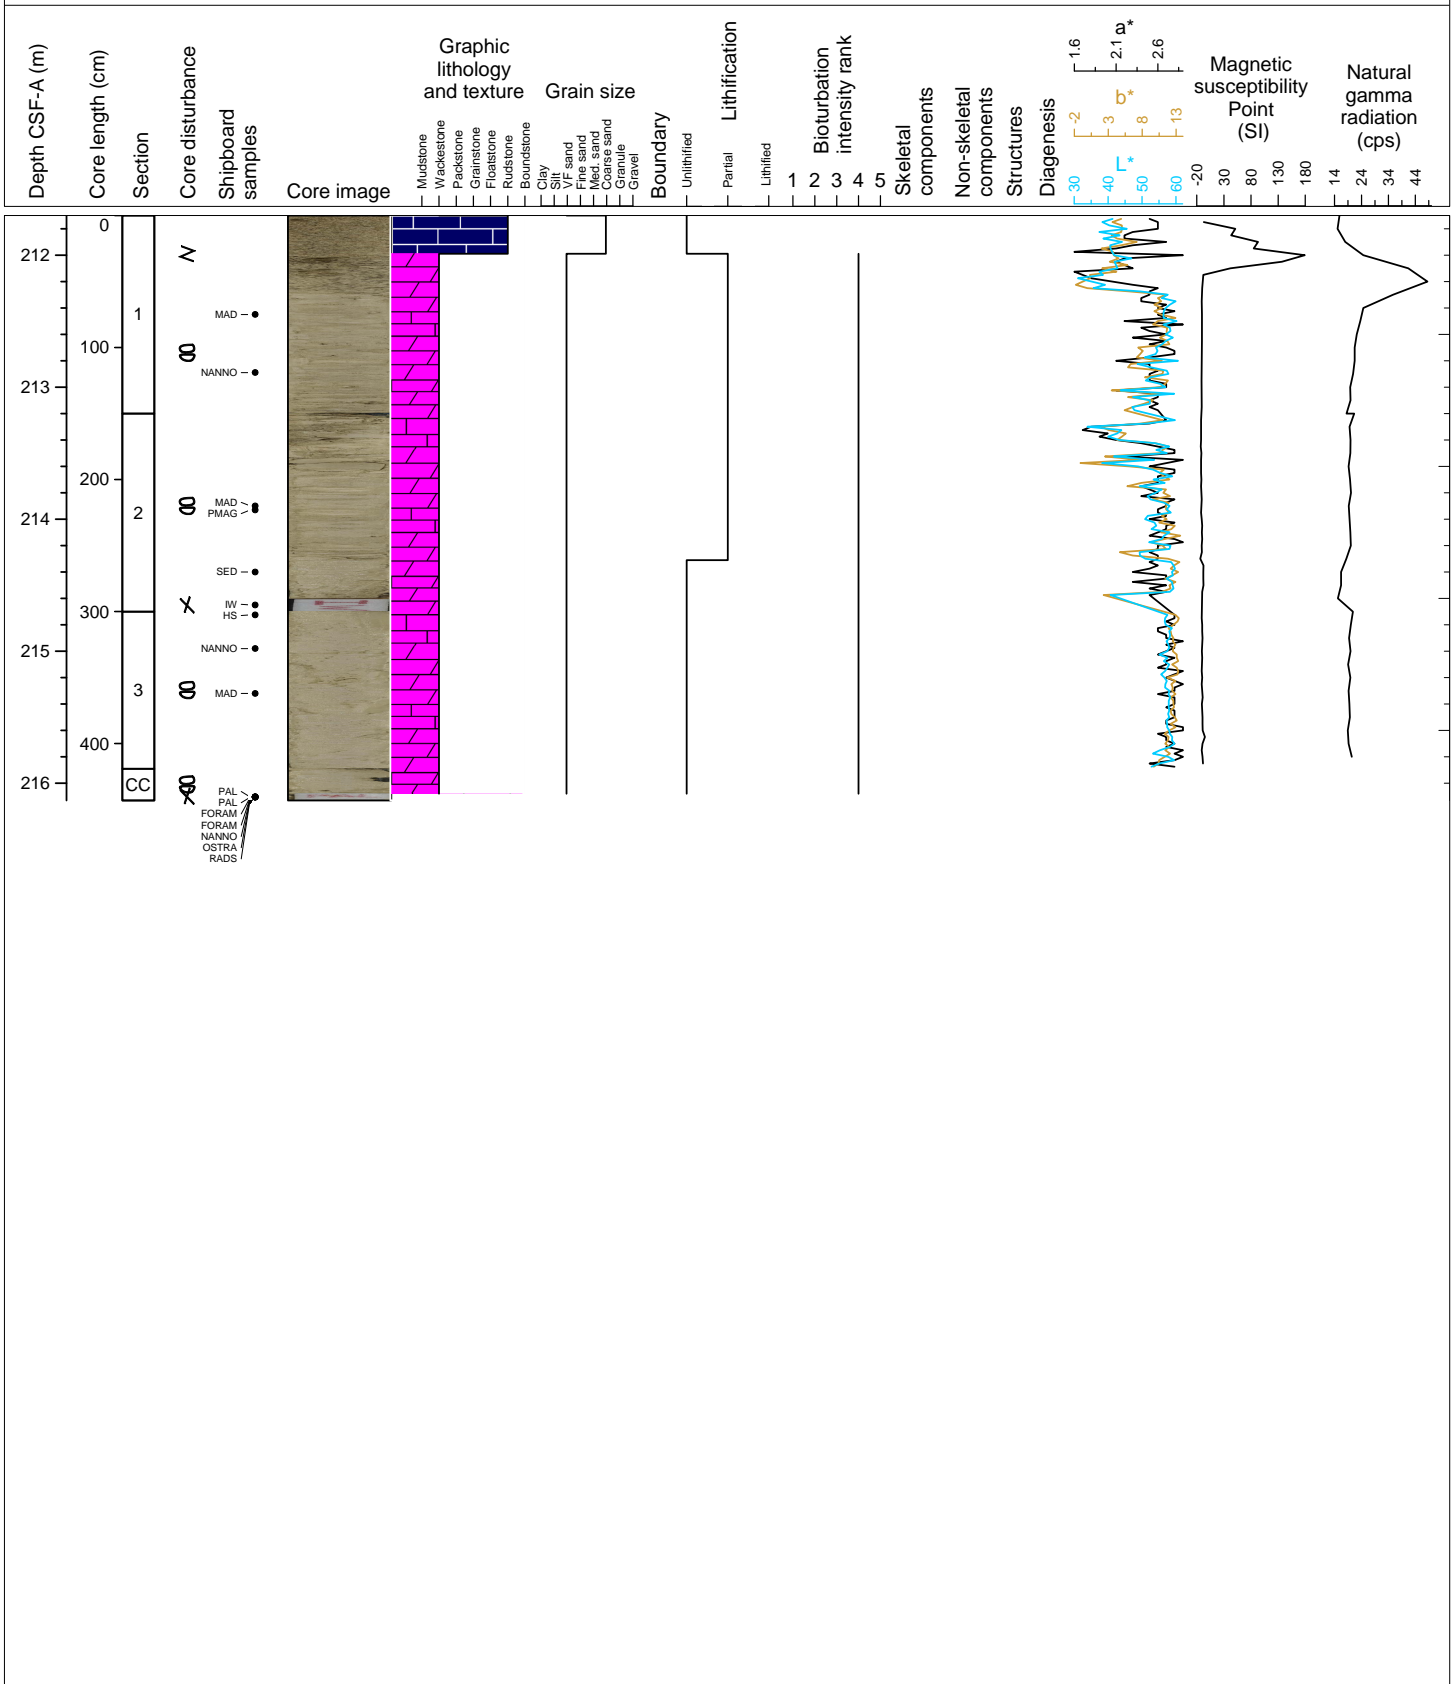 Depth CSF-A (m)
Core length (cm)
Section
Core disturbance
Shipboard
samples
Core image
Graphic
lithology
and texture
Mudstone
Wackestone
Packstone
Grainstone
Floatstone
Rudstone
Boundstone
Grain size
Clay
Silt
VF sand
Fine sand
Med. sand
Coarse sand
Granule
Gravel
Boundary
Lithification
Unlithified
Partial
Lithified
Bioturbation
intensity rank
1 2 3 4 5
Skeletal
components
Non-skeletal
components
Structures
Diagenesis
a*
1.6 2.1 2.6
b*
-2 3 8 13
L*
30 40 50 60
Magnetic
susceptibility
Point
(SI)
-20 30 80 130 180
Natural
gamma
radiation
(cps)
14 24 34 44
0
212
1
MAD
100
NANNO
213
200
MAD
2
PMAG
214
SED
IW
300
HS
NANNO
215
3
MAD
400
216
CC
PAL
PAL
FORAM
FORAM
NANNO
OSTRA
RADS